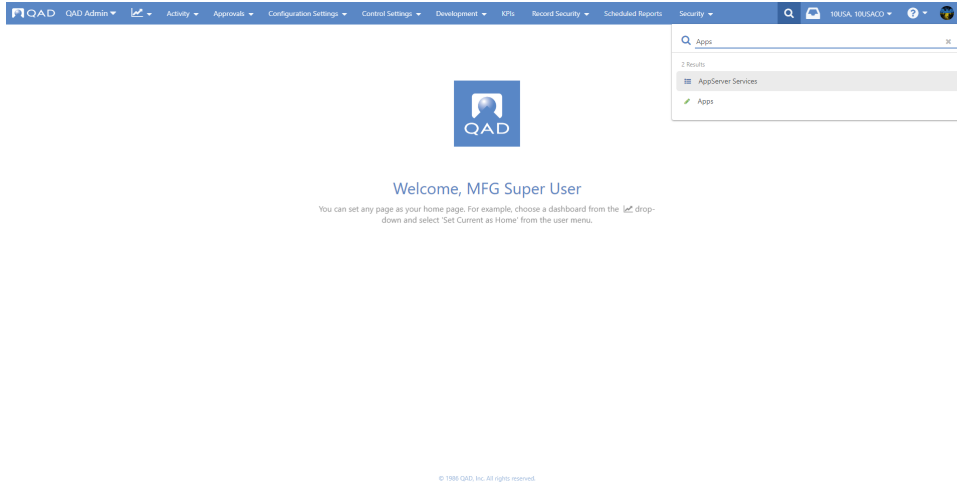 QAD QAD Admin Activity Approvals Configuration Settings Control Settings Development KPIs Record Security Scheduled Reports Security 10USA, 10USACO ?
Apps
2 Results
AppServer Services
Apps
QAD
Welcome, MFG Super User
You can set any page as your home page. For example, choose a dashboard from the drop-
down and select 'Set Current as Home' from the user menu.
© 1986 QAD, Inc. All rights reserved.